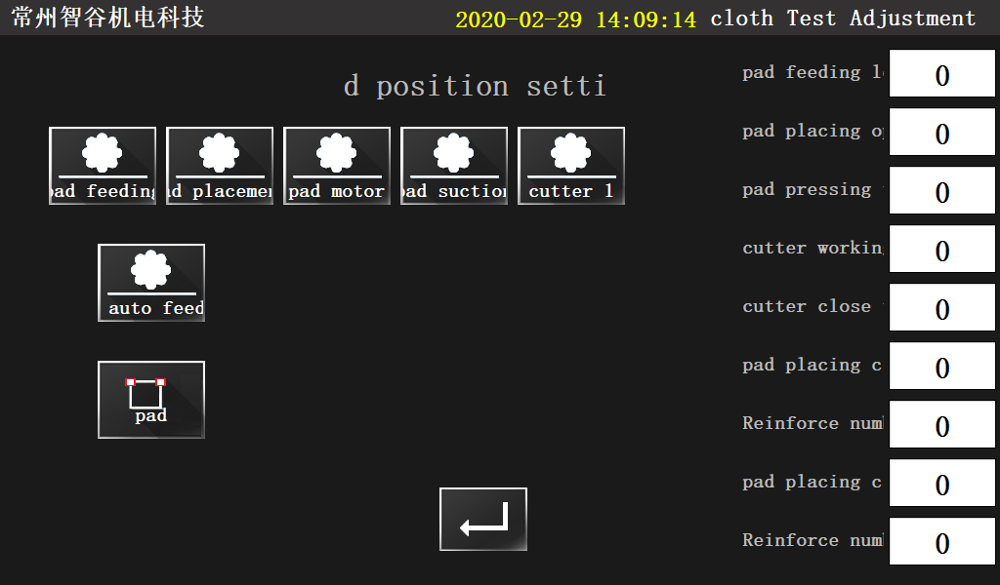 常州智谷机电科技 2020-02-29 14:09:14 cloth Test Adjustment
d position setti
pad feeding placemen pad motor pad suction cutter l
auto feed
pad
pad feeding l 0
pad placing o 0
pad pressing 0
cutter working 0
cutter close 0
pad placing c 0
Reinforce num 0
pad placing c 0
Reinforce num 0